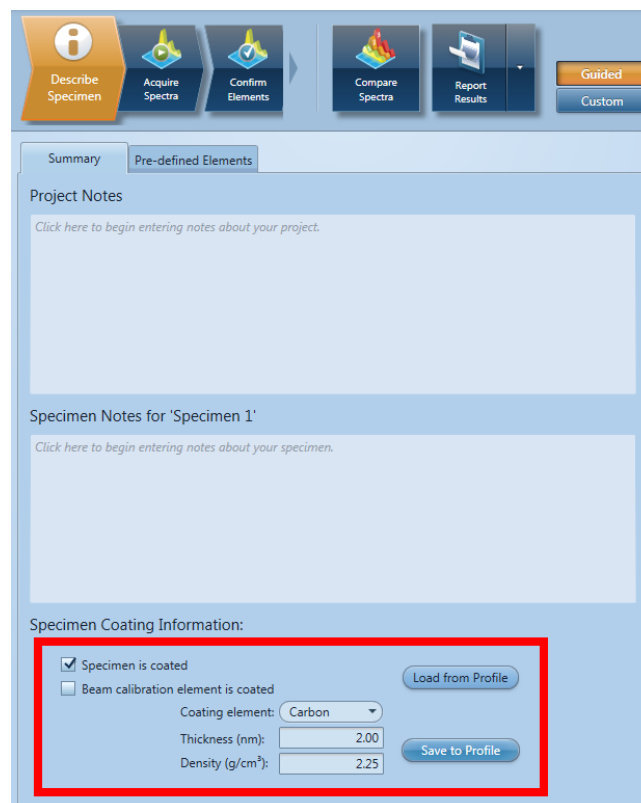 Describe
Specimen
Acquire
Spectra
Confirm
Elements
Compare
Spectra
Report
Results
Guided
Custom
Summary
Pre-defined Elements
Project Notes
Click here to begin entering notes about your project.
Specimen Notes for 'Specimen 1'
Click here to begin entering notes about your specimen.
Specimen Coating Information:
Specimen is coated
Beam calibration element is coated
Load from Profile
Coating element: Carbon
Thickness (nm): 2.00
Density (g/cm³): 2.25
Save to Profile